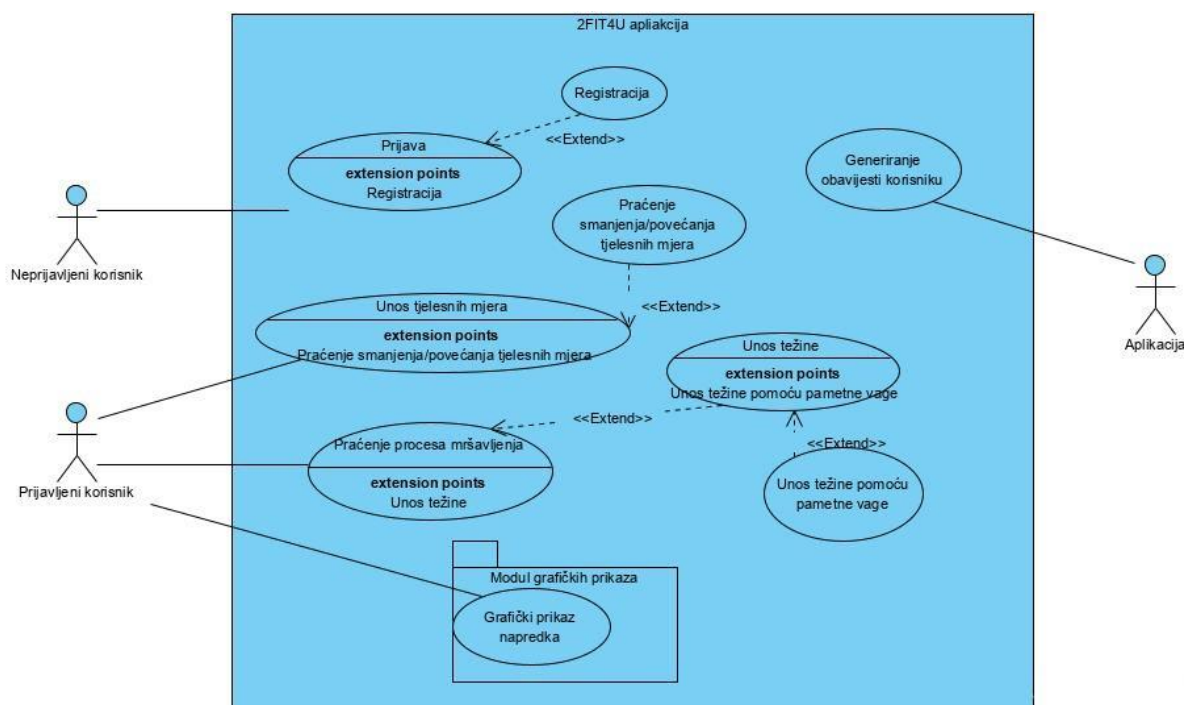 2FIT4U apliakcija
Registracija
<<Extend>>
Prijava
extension points
Registracija
Generiranje
obavijesti korisniku
Neprijavljeni korisnik
Praćenje
smanjenja/povećanja
tjelesnih mjera
<<Extend>>
Aplikacija
Unos tjelesnih mjera
extension points
Praćenje smanjenja/povećanja tjelesnih mjera
Unos težine
extension points
Unos težine pomoću pametne vage
<<Extend>>
<<Extend>>
Praćenje procesa mršavljenja
extension points
Unos težine
Unos težine pomoću
pametne vage
Prijavljeni korisnik
Modul grafičkih prikaza
Grafički prikaz
napredka